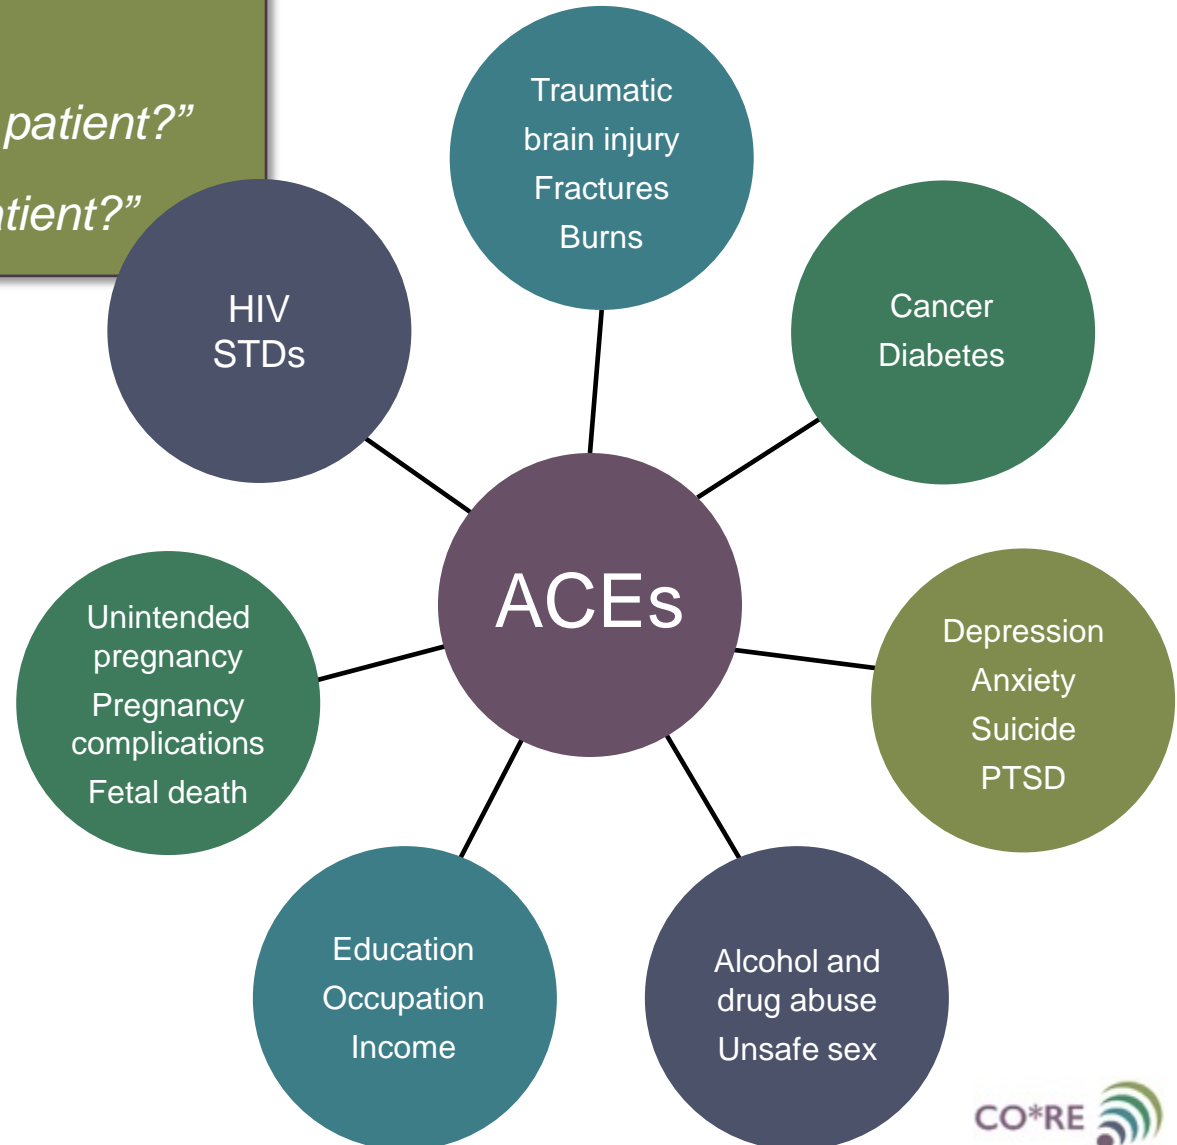 patient?”
atient?”
Traumatic
brain injury
Fractures
Burns
HIV
STDs
Cancer
Diabetes
ACEs
Unintended
pregnancy
Pregnancy
complications
Fetal death
Depression
Anxiety
Suicide
PTSD
Education
Occupation
Income
Alcohol and
drug abuse
Unsafe sex
CO*RE